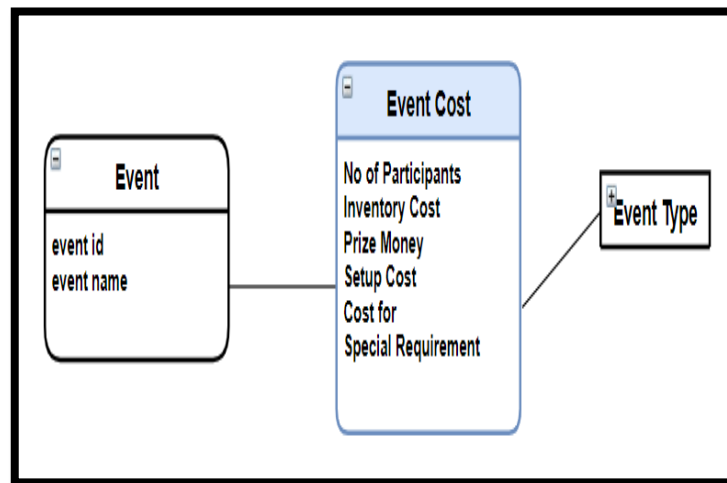 Event
event id
event name
Event Cost
No of Participants
Inventory Cost
Prize Money
Setup Cost
Cost for
Special Requirement
Event Type